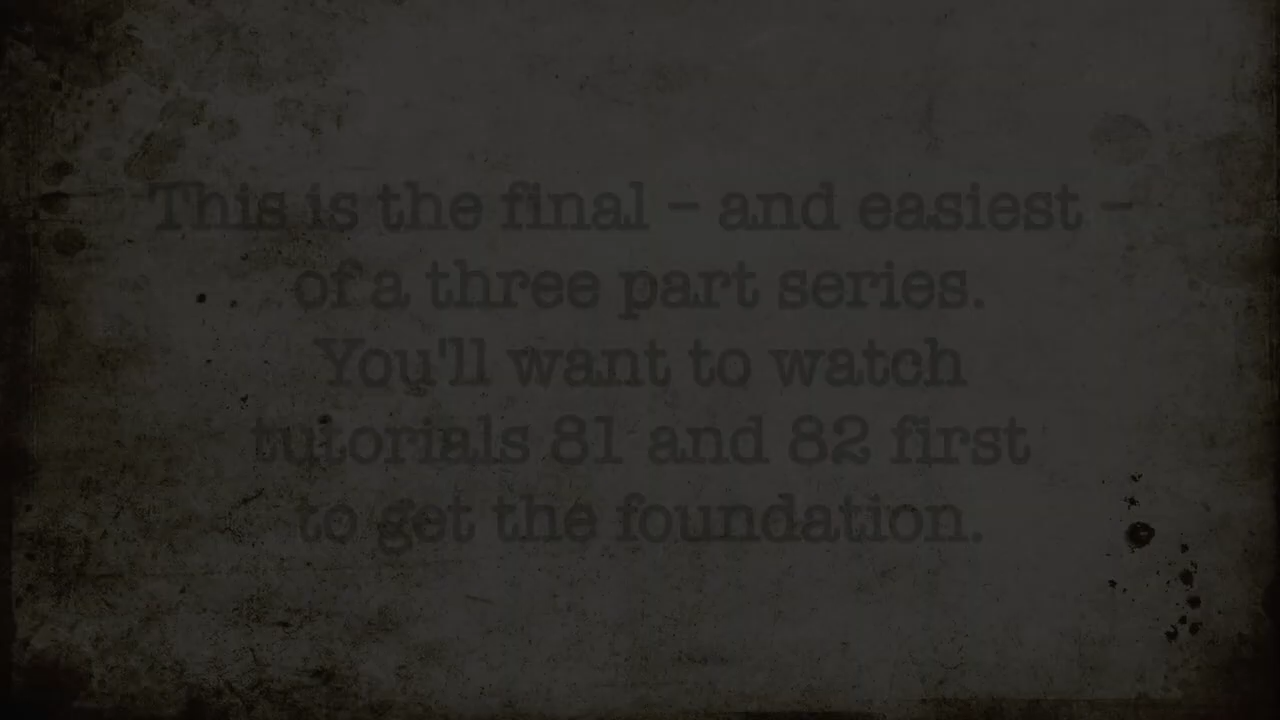 This is the final – and easiest –
of a three part series.
You'll want to watch
tutorials 81 and 82 first
to get the foundation.